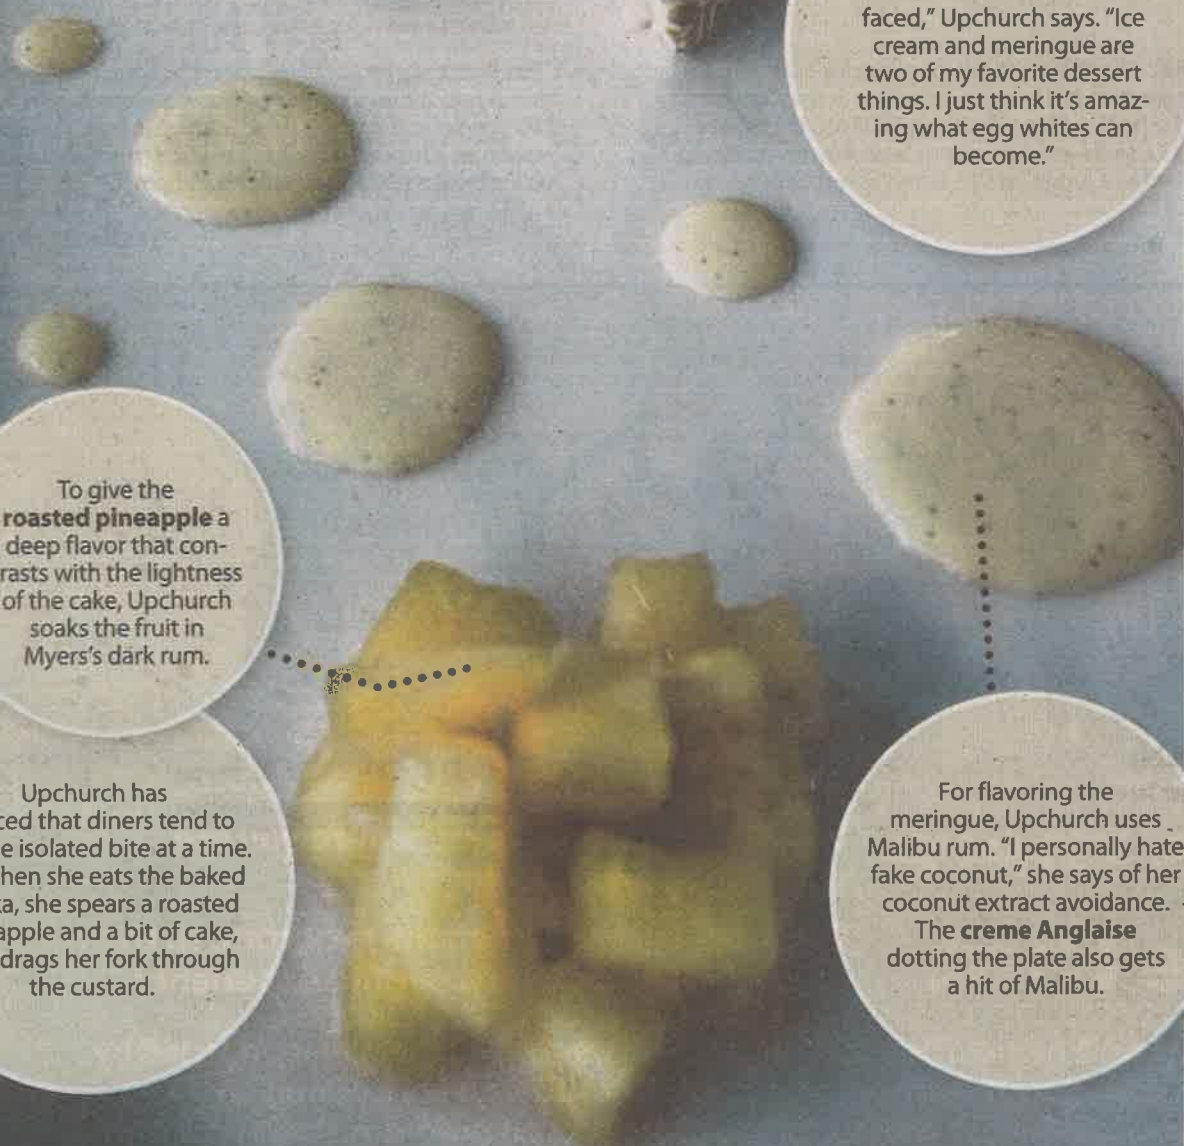 faced,” Upchurch says. “Ice
cream and meringue are
two of my favorite dessert
things. I just think it’s amaz-
ing what egg whites can
become.”
To give the
roasted pineapple a
deep flavor that con-
rasts with the lightness
of the cake, Upchurch
soaks the fruit in
Myers’s dark rum.
Upchurch has
ced that diners tend to
e isolated bite at a time.
hen she eats the baked
a, she spears a roasted
apple and a bit of cake,
drags her fork through
the custard.
For flavoring the
meringue, Upchurch uses
Malibu rum. “I personally hate
fake coconut,” she says of her
coconut extract avoidance.
The creme Anglaise
dotting the plate also gets
a hit of Malibu.